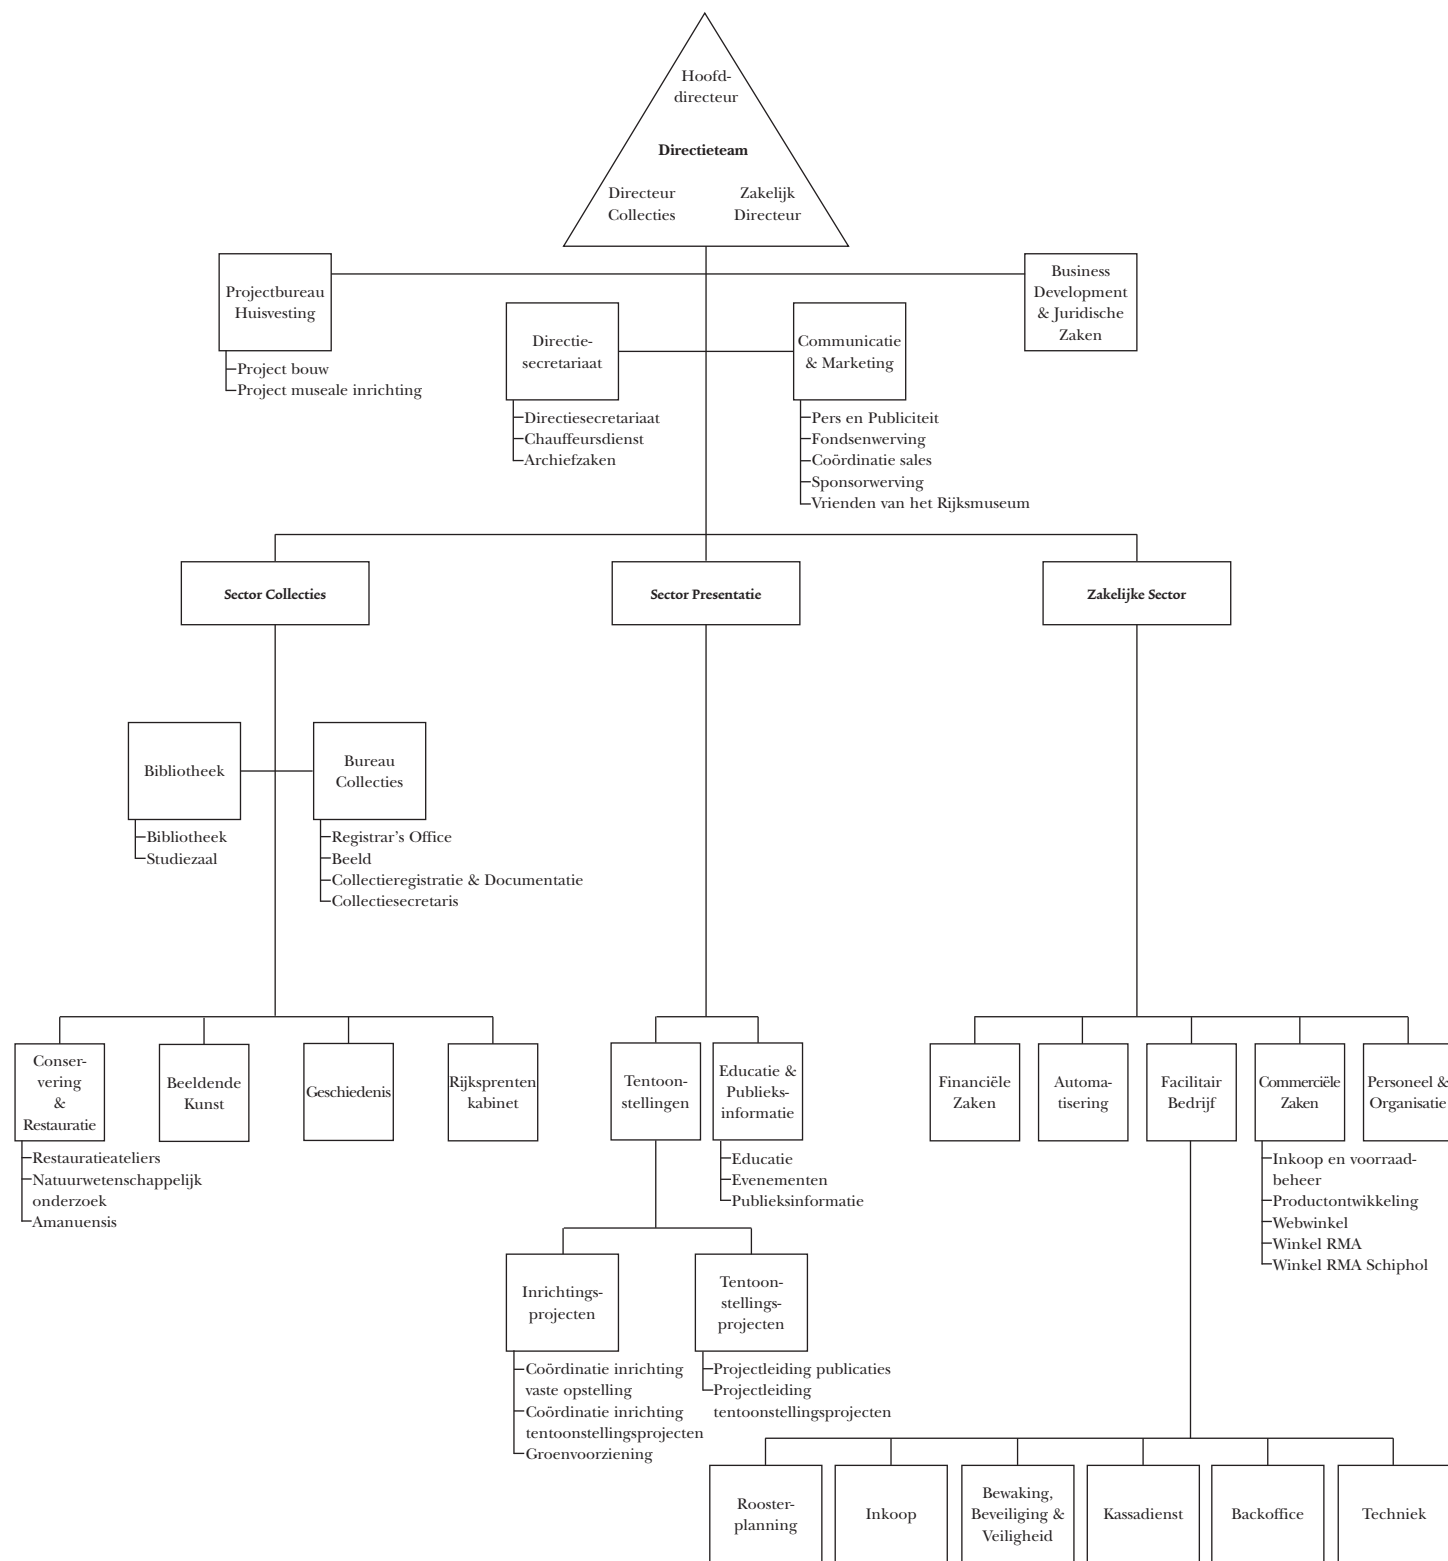 Hoofd-
directeur
Directieteam
Directeur
Collecties
Zakelijk
Directeur
Projectbureau
Huisvesting
Project bouw
Project museale inrichting
Directie-
secretariaat
Directiesecretariaat
Chauffeursdienst
Archiefzaken
Communicatie
& Marketing
Pers en Publiciteit
Fondsenwerving
Coördinatie sales
Sponsorwerving
Vrienden van het Rijksmuseum
Business
Development
& Juridische
Zaken
Sector Collecties
Sector Presentatie
Zakelijke Sector
Bibliotheek
Bibliotheek
Studiezaal
Bureau
Collecties
Registrar's Office
Beeld
Collectieregistratie & Documentatie
Collectiesecretaris
Conser-
vering
&
Restauratie
Restauratieateliers
Natuurwetenschappelijk
onderzoek
Amanuensis
Beeldende
Kunst
Geschiedenis
Rijksprenten
kabinet
Tentoon-
stellingen
Educatie &
Publieks-
informatie
Educatie
Evenementen
Publieksinformatie
Financiële
Zaken
Automa-
tisering
Facilitair
Bedrijf
Commerciële
Zaken
Inkoop en voorraad-
beheer
Productontwikkeling
Webwinkel
Winkel RMA
Winkel RMA Schiphol
Personeel &
Organisatie
Inrichtings-
projecten
Coördinatie inrichting
vaste opstelling
Coördinatie inrichting
tentoonstellingsprojecten
Groenvoorziening
Tentoon-
stellings-
projecten
Projectleiding publicaties
Projectleiding
tentoonstellingsprojecten
Rooster-
planning
Inkoop
Bewaking,
Beveiliging &
Veiligheid
Kassadienst
Backoffice
Techniek